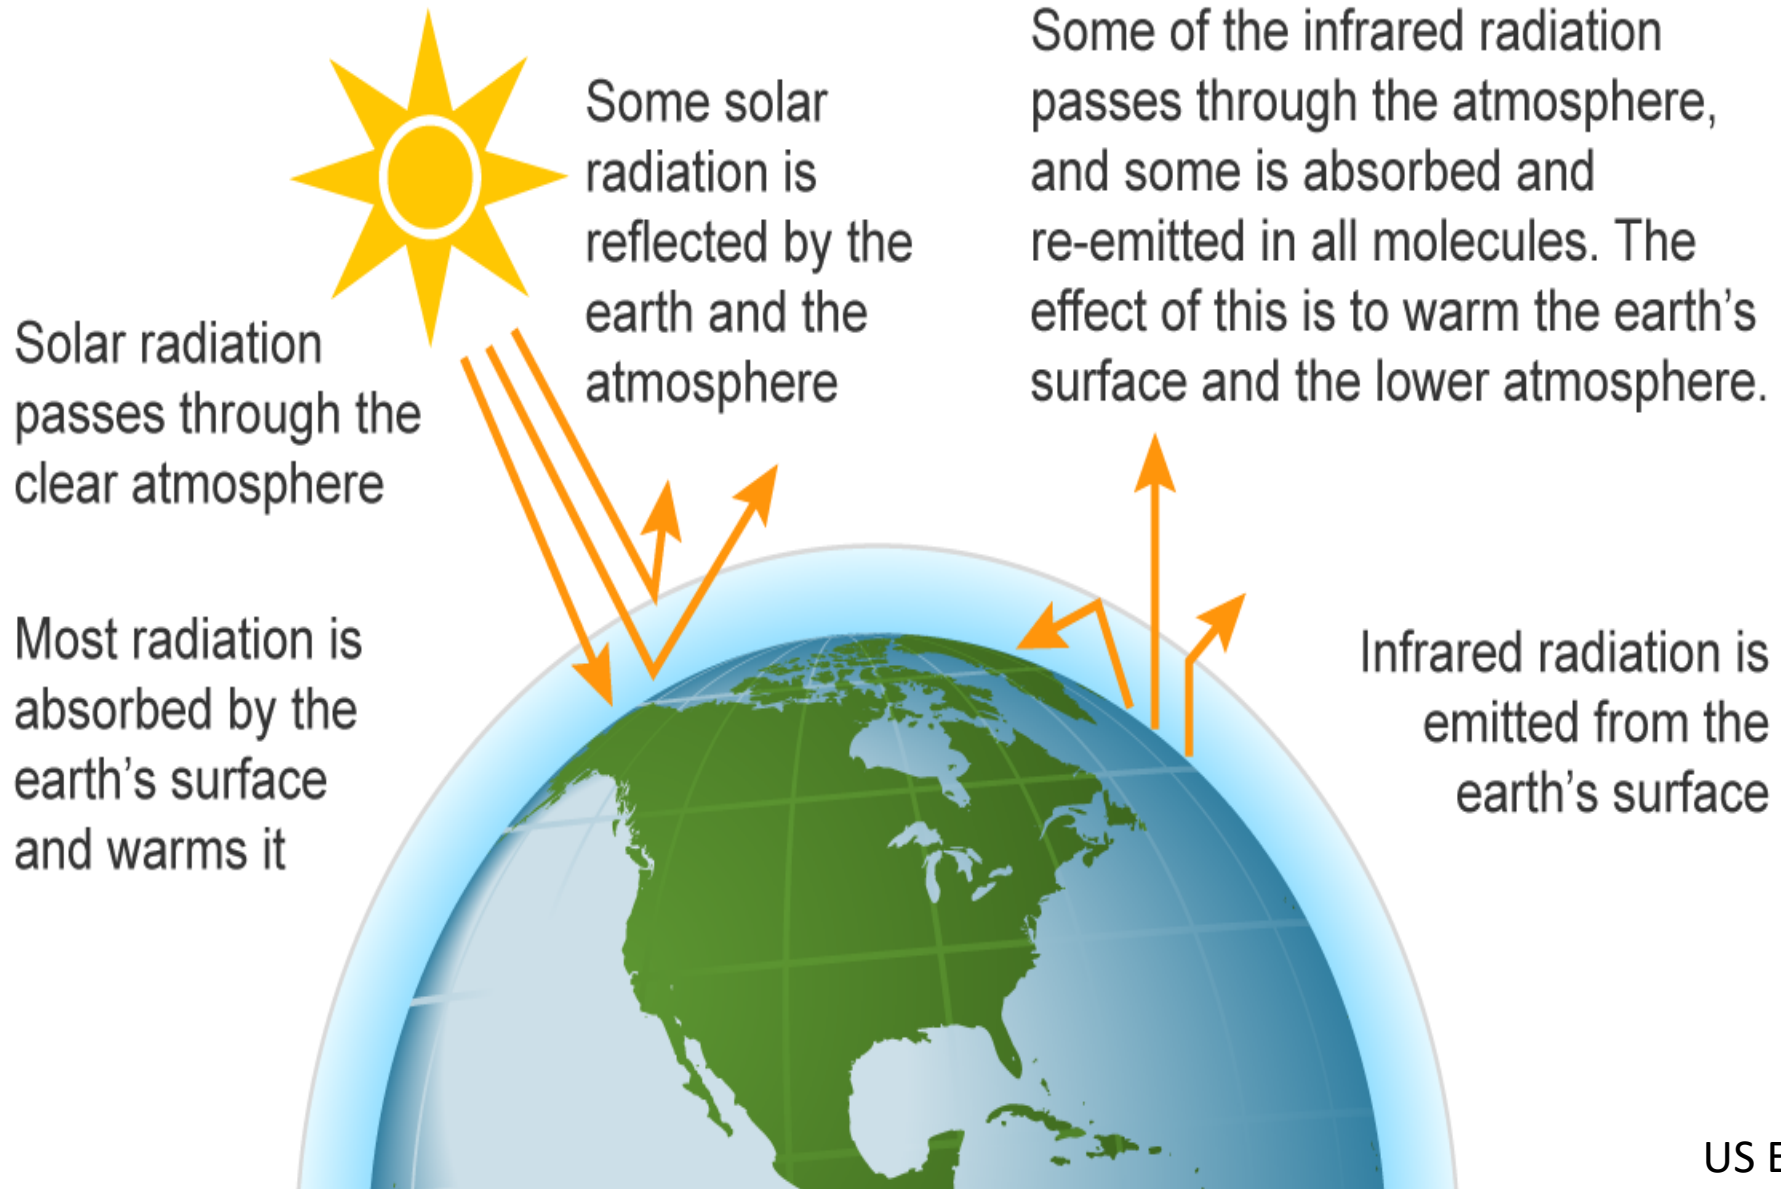 Solar radiation
passes through the
clear atmosphere
Most radiation is
absorbed by the
earth’s surface
and warms it
Some solar
radiation is
reflected by the
earth and the
atmosphere
Some of the infrared radiation
passes through the atmosphere,
and some is absorbed and
re-emitted in all molecules. The
effect of this is to warm the earth’s
surface and the lower atmosphere.
Infrared radiation is
emitted from the
earth’s surface
US E